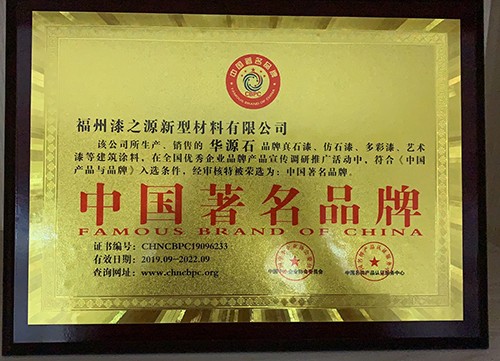 中国著名品牌
FAMOUS BRAND OF CHINA
福州漆之源新型材料有限公司
该公司所生产、销售的 华源石 品牌真石漆、仿石漆、多彩漆、艺术
漆等建筑涂料，在全国优秀企业品牌产品宣传调研推广活动中，符合《中国
产品与品牌》入选条件，经审核特被荣选为：中国著名品牌。
中国著名品牌
FAMOUS BRAND OF CHINA
证书编号：CHNCBPC19096233
有效日期：2019.09—2022.09
查询网址：www.chncbpc.org